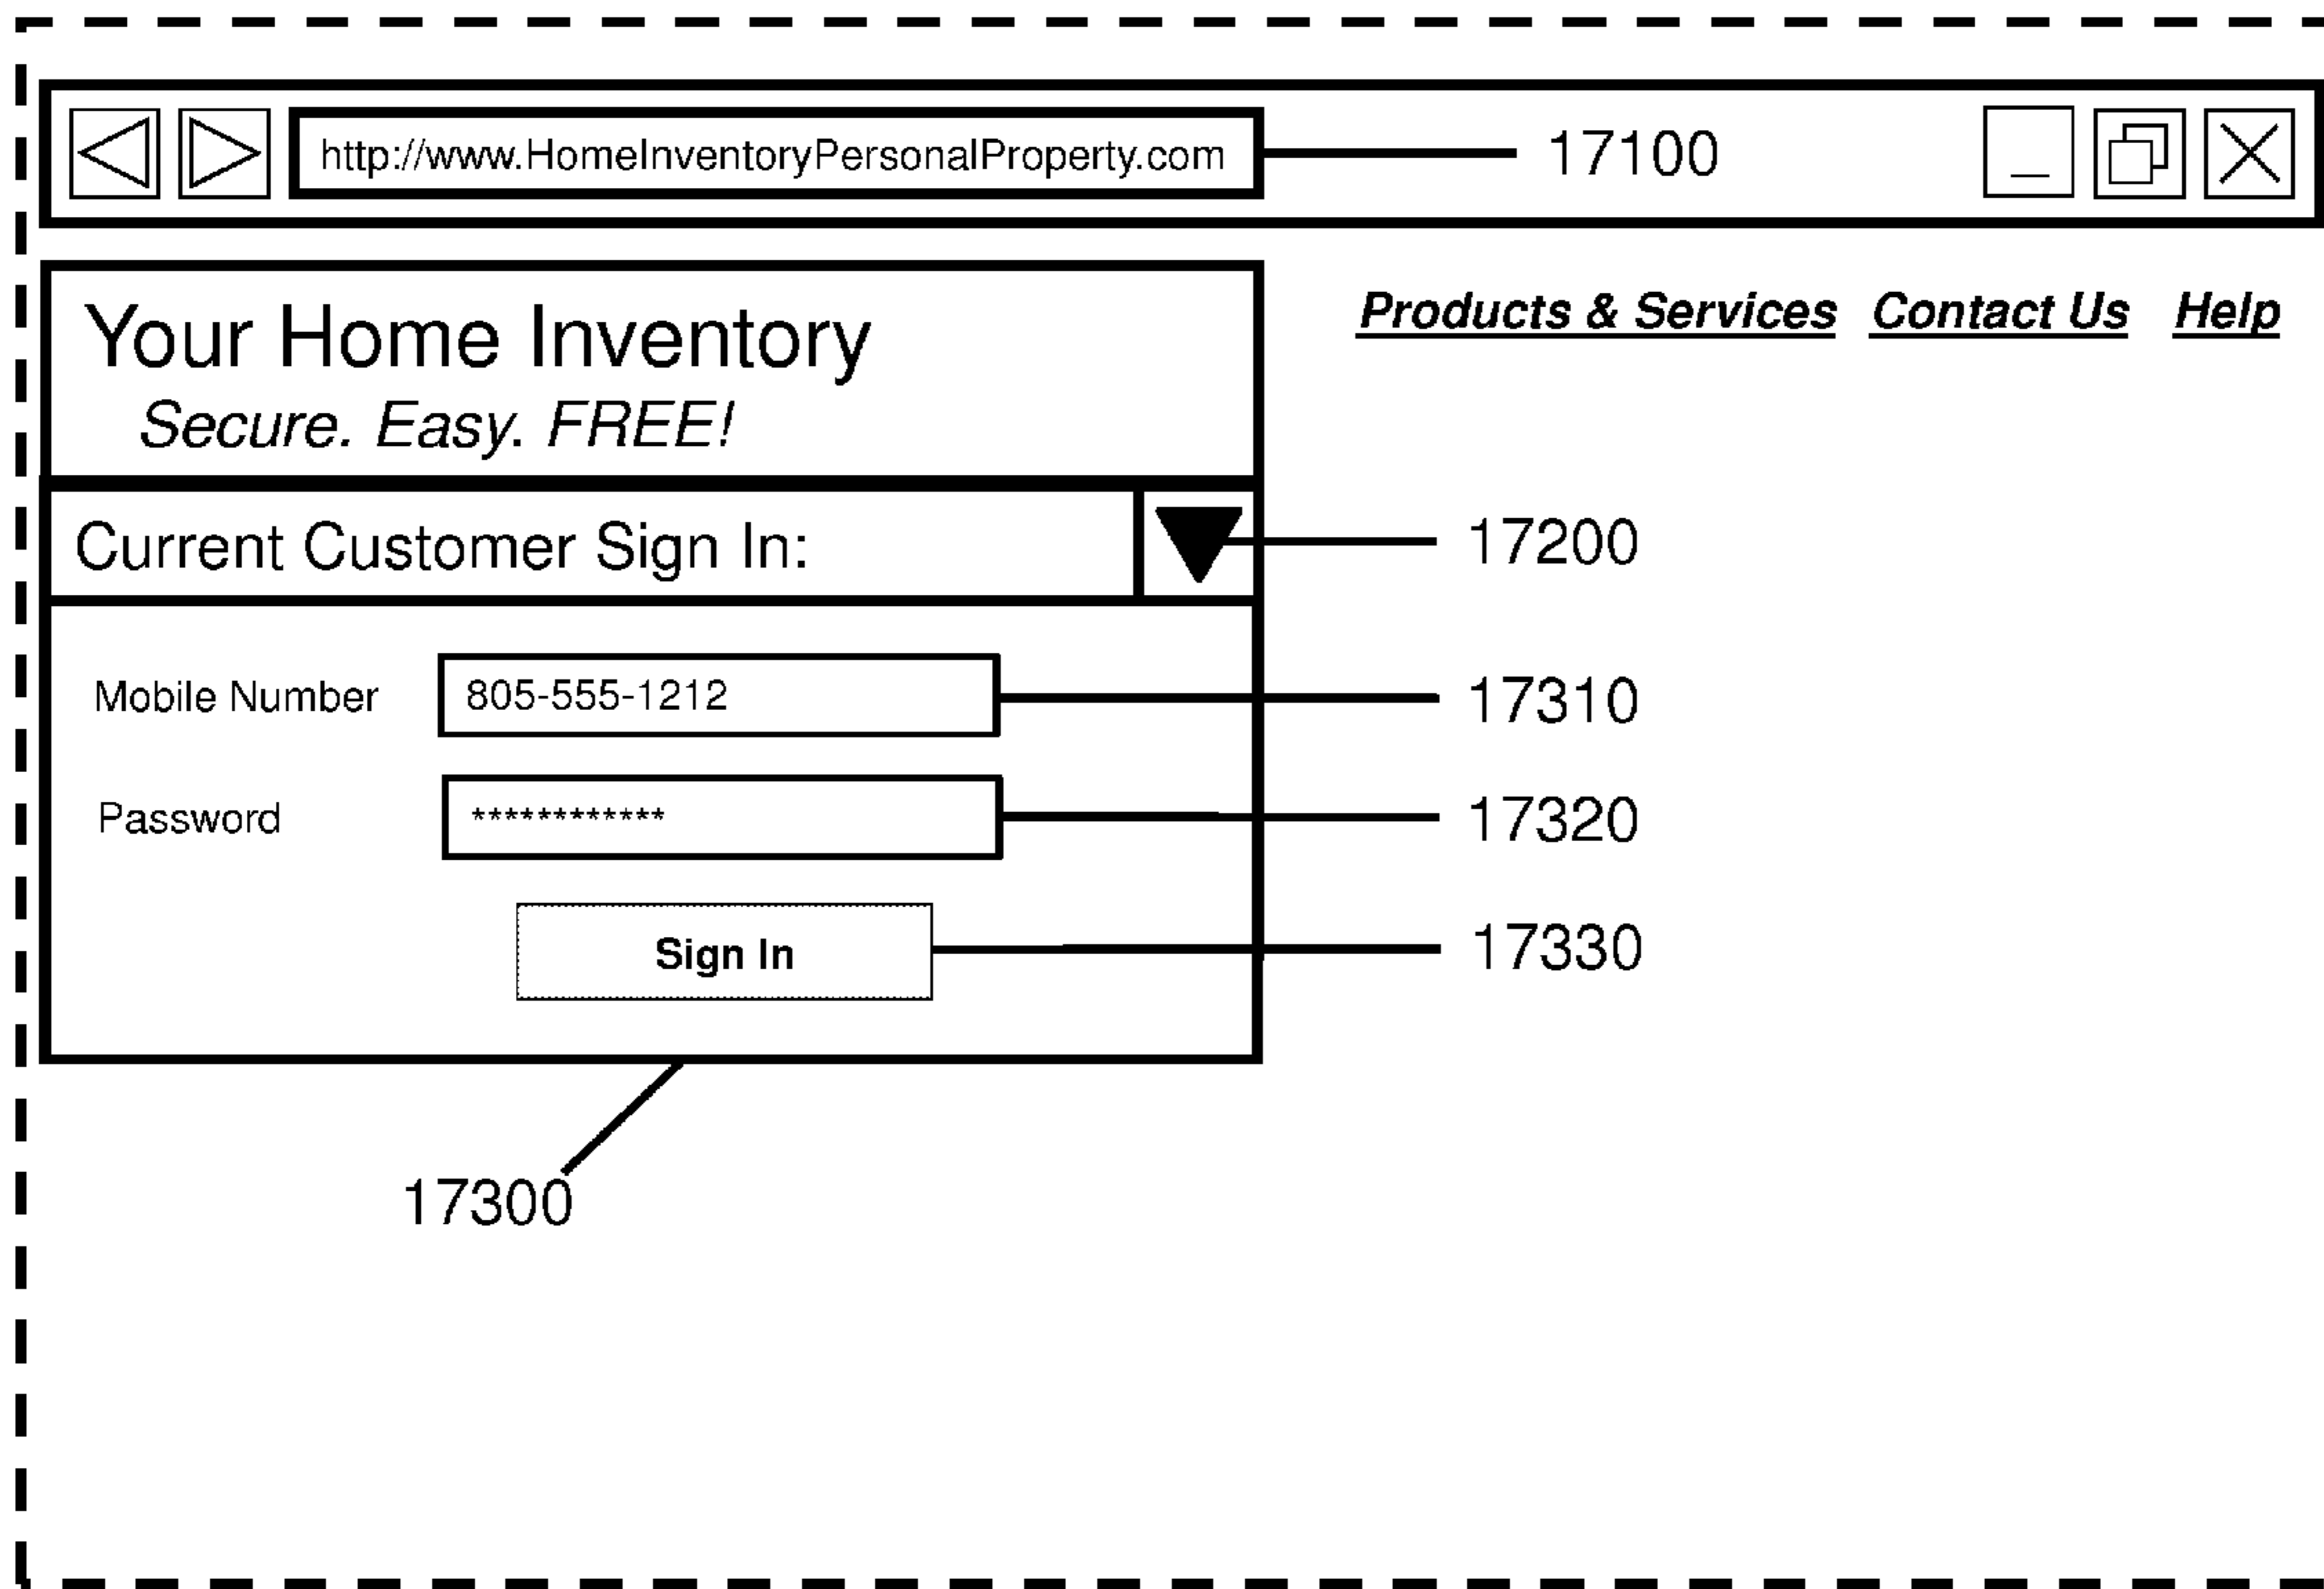 http://www.HomeInventoryPersonalProperty.com 17100
Your Home Inventory
Secure. Easy. FREE!
Products & Services Contact Us Help
Current Customer Sign In: 17200
Mobile Number 805-555-1212 17310
Password ************ 17320
Sign In 17330
17300